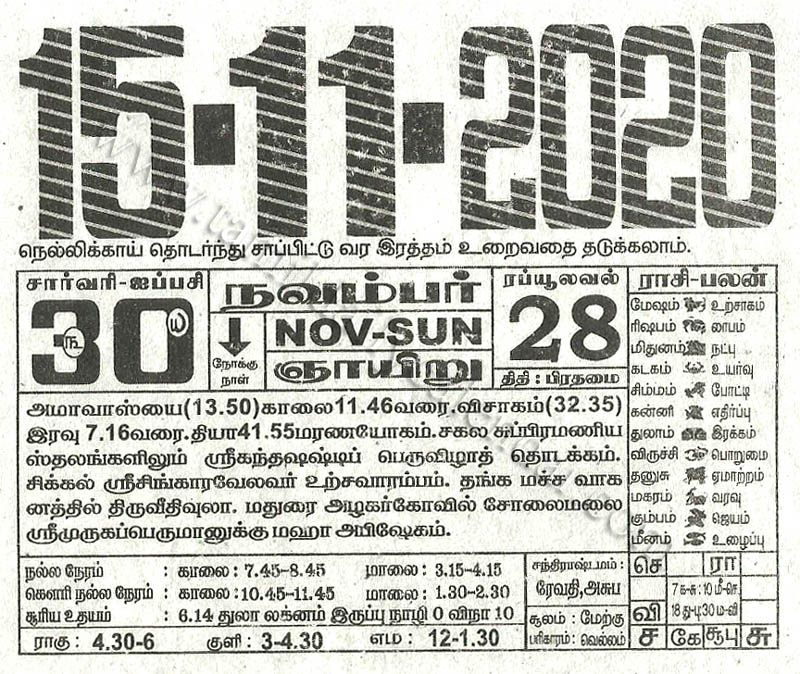 15-11-2020
நெல்லிக்காய் தொடர்ந்து சாப்பிட்டு வர இரத்தம் உறைவதை தடுக்கலாம்.
சார்வரி-ஐப்பசி
30
௩ ௰
நவம்பர்
நோக்கு
நாள்
NOV-SUN
ஞாயிறு
ரப்யூலவல்
28
திதி : பிரதமை
ராசி-பலன்
மேஷம் உற்சாகம்
ரிஷபம் லாபம்
மிதுனம் நட்பு
கடகம் உயர்வு
சிம்மம் போட்டி
கன்னி எதிர்ப்பு
துலாம் இரக்கம்
விருச்சி பொறுமை
தனுசு ஏமாற்றம்
மகரம் வரவு
கும்பம் ஜெயம்
மீனம் உழைப்பு
அமாவாஸ்யை(13.50)காலை11.46வரை.விசாகம்(32.35)
இரவு 7.16வரை.தியா41.55மரணயோகம்.சகல சுப்பிரமணிய
ஸ்தலங்களிலும் ஸ்ரீகந்தஷஷ்டிப் பெருவிழாத் தொடக்கம்.
சிக்கல் ஸ்ரீசிங்காரவேலவர் உற்சவாரம்பம். தங்க மச்ச வாக
னத்தில் திருவீதிவுலா. மதுரை அழகர்கோவில் சோலைமலை
ஸ்ரீமுருகப்பெருமானுக்கு மஹா அபிஷேகம்.
நல்ல நேரம் : காலை : 7.45-8.45 மாலை : 3.15-4.15
கௌரி நல்ல நேரம் : காலை :10.45-11.45 மாலை : 1.30-2.30
சூரிய உதயம் : 6.14 துலா லக்னம் இருப்பு நாழி 0 விநா 10
ராகு : 4.30-6 குளி : 3-4.30 எம : 12-1.30
சந்திராஷ்டமம் :
ரேவதி,அசுப
சூலம் : மேற்கு
பரிகாரம் : வெல்லம்
செ ரா
7 க-சு : 10 மீ-செ
வி 18 து-பு:30 ம-வி
ச கே சூபு சு
www.tamildailycalendar.com